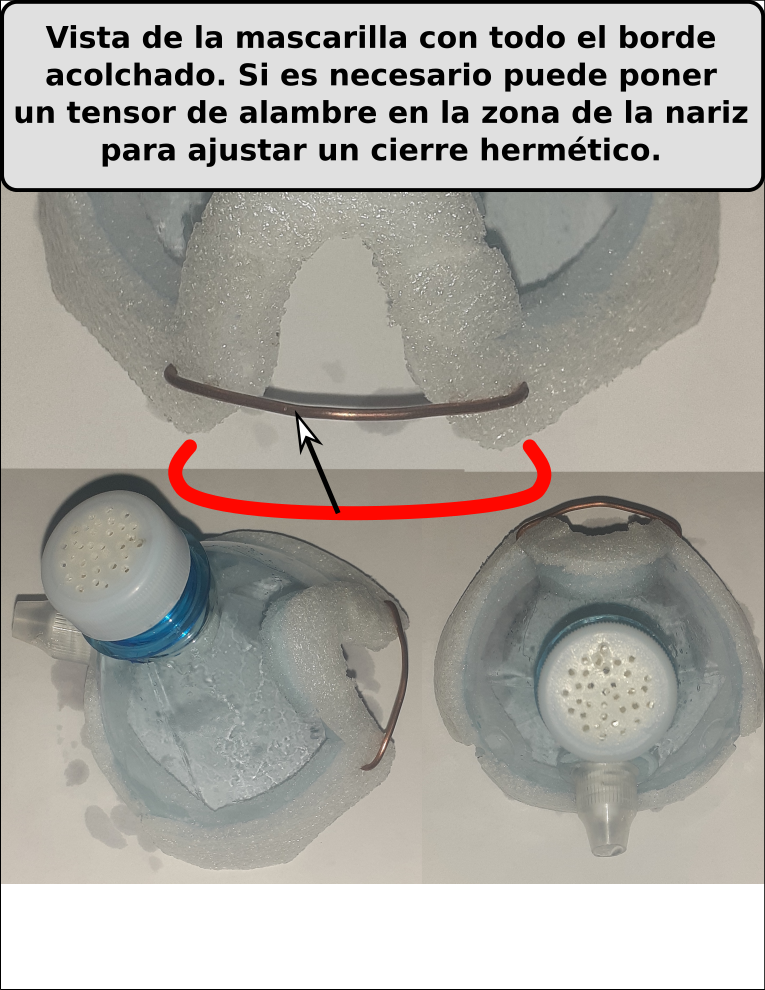 Vista de la mascarilla con todo el borde
acolchado. Si es necesario puede poner
un tensor de alambre en la zona de la nariz
para ajustar un cierre hermético.